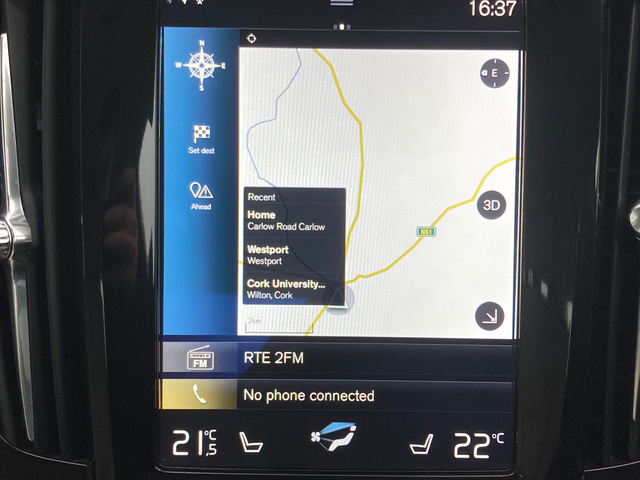 16:37
N
W E
S
E
Set dest
Ahead
Recent
Home
Carlow Road Carlow
3D
N81
Westport
Westport
Cork University...
Wilton, Cork
2km
FM
RTE 2FM
No phone connected
21,5°C
22°C